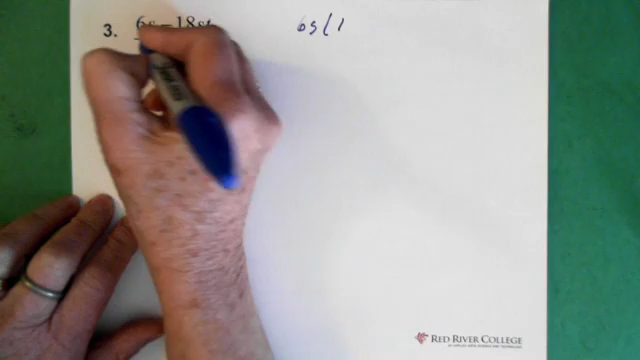 3. 6s – 18st 6s(1
RED RIVER COLLEGE